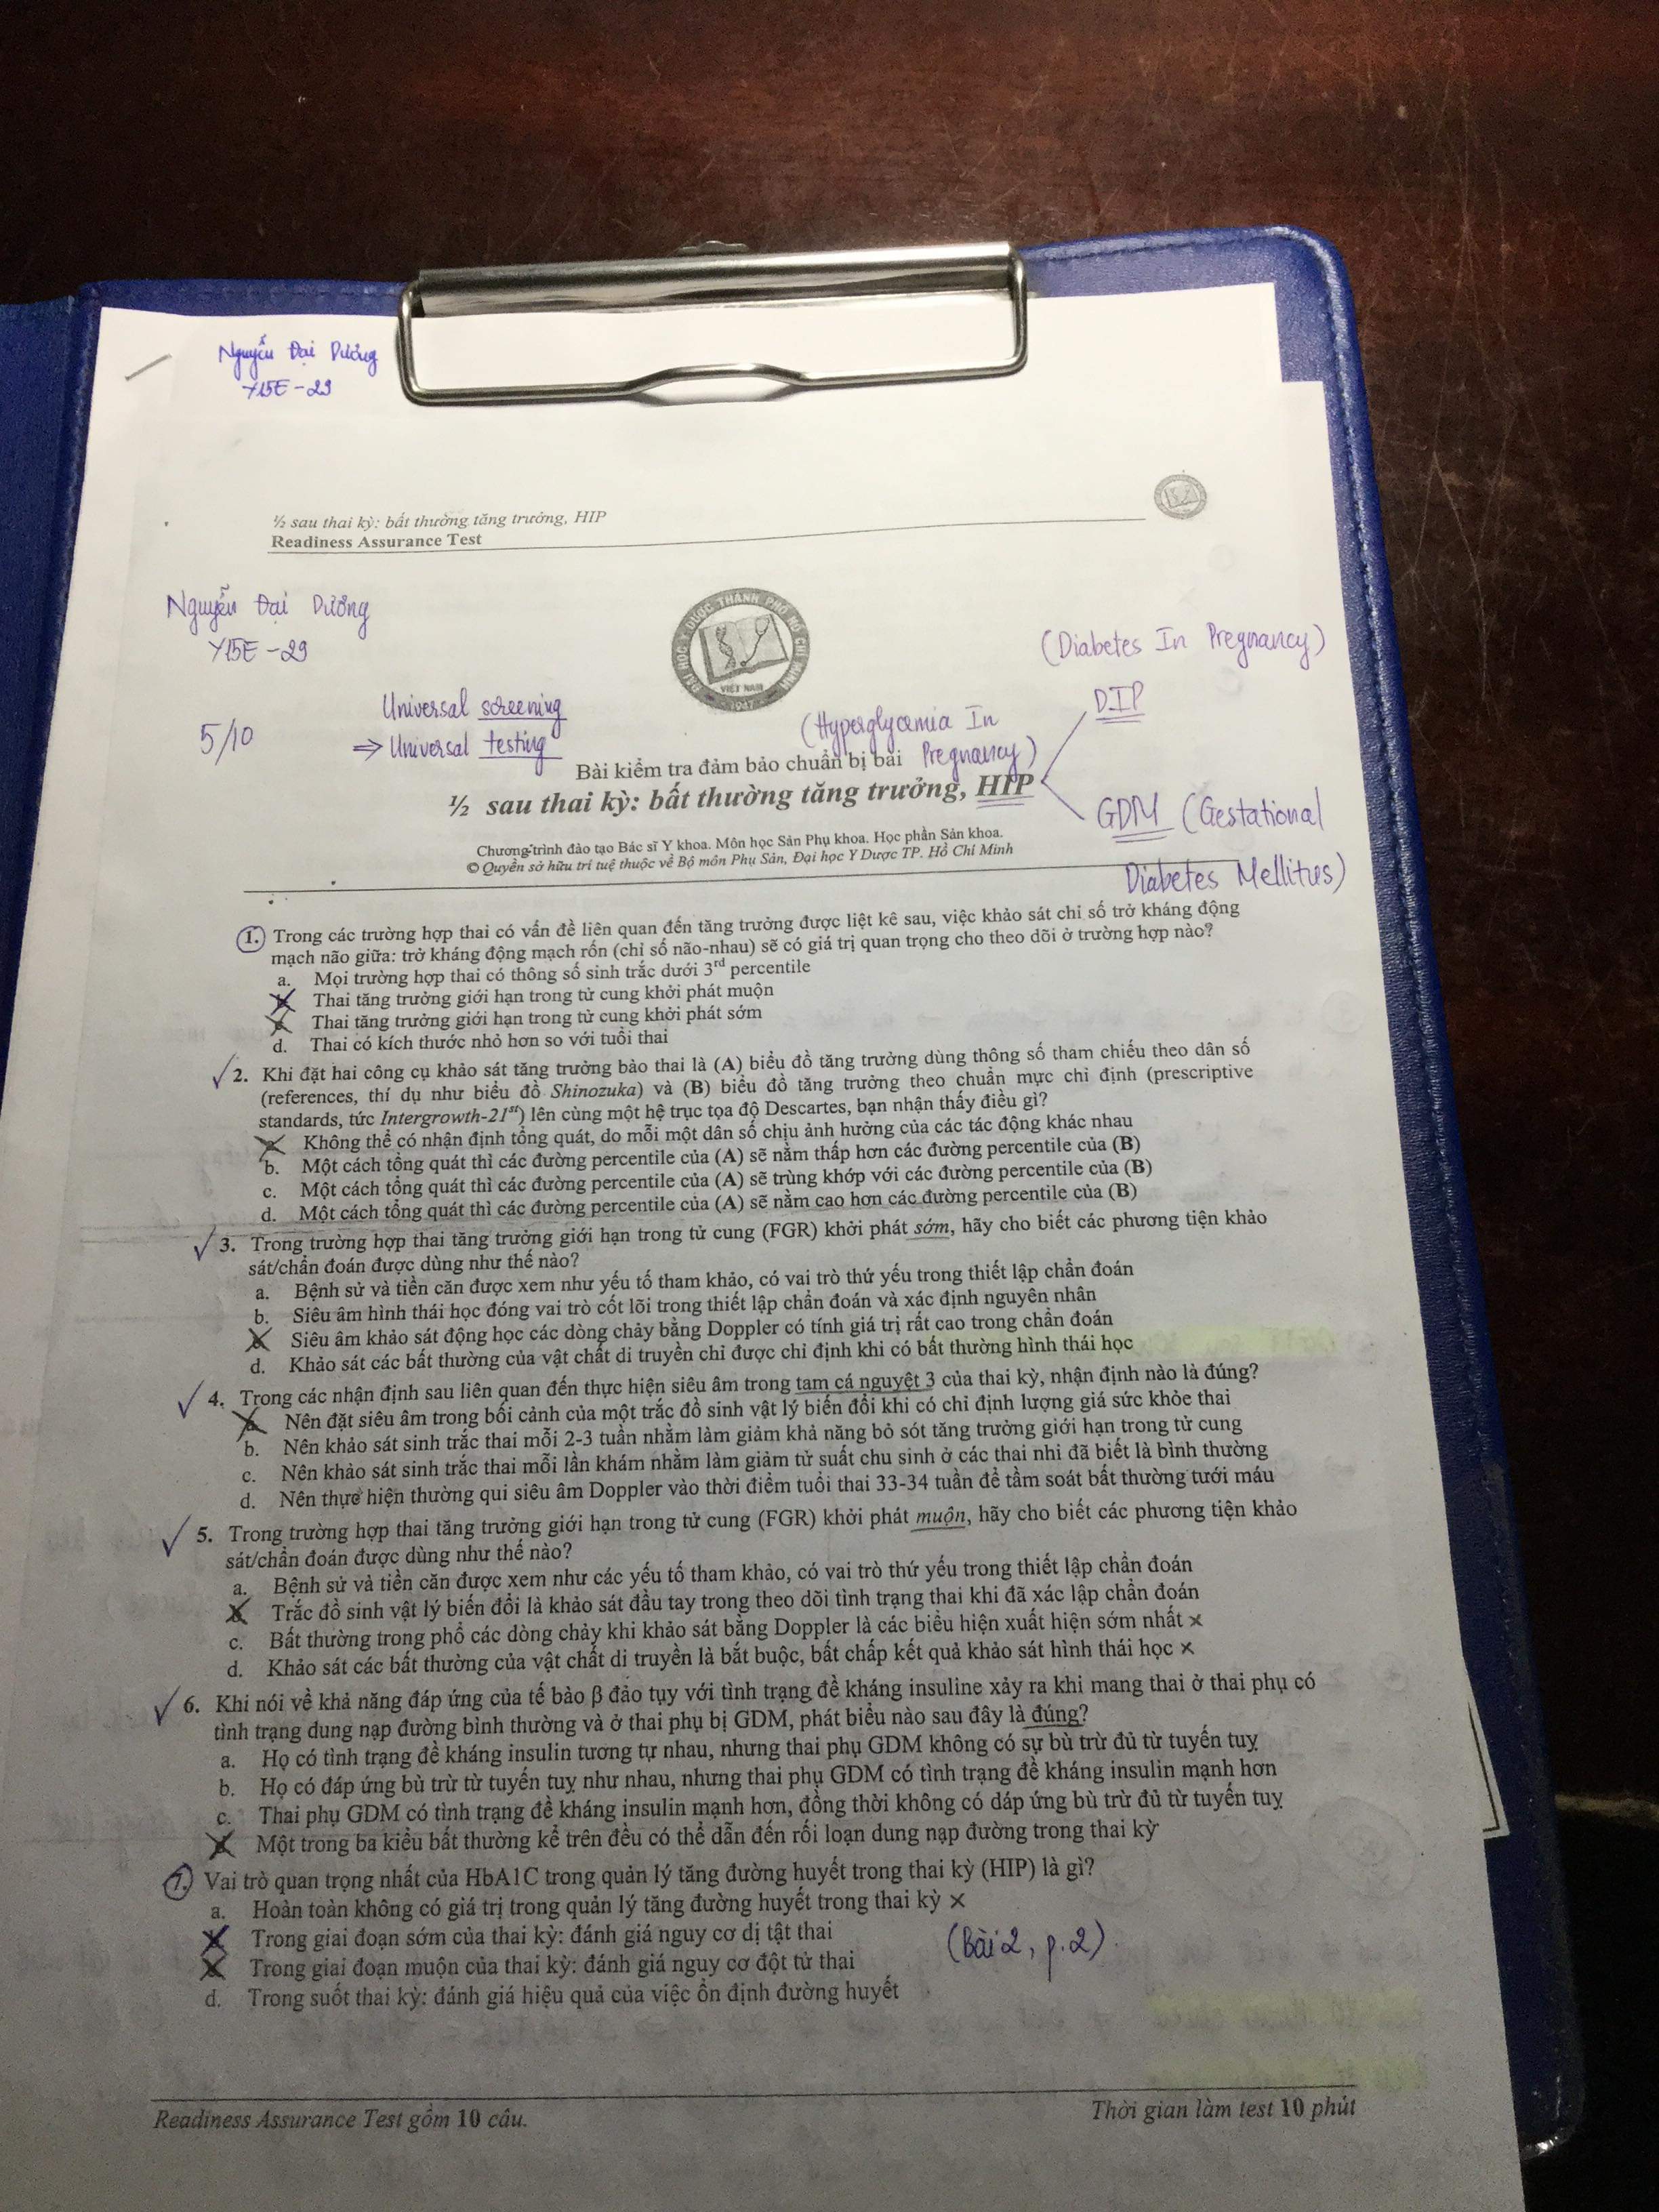 Nguyễn Đại Dương
Y15E-29
½ sau thai kỳ: bất thường tăng trưởng, HIP
Readiness Assurance Test
Nguyễn Đại Dương
Y15E-29
5/10
Universal screening
⇒ Universal testing
ĐẠI HỌC Y DƯỢC THÀNH PHỐ HỒ CHÍ MINH
VIỆT NAM
1947
(Diabetes In Pregnancy)
DIP
(Hyperglycemia In
Pregnancy)
Bài kiểm tra đảm bảo chuẩn bị bài
½ sau thai kỳ: bất thường tăng trưởng, HIP
GDM (Gestational
Diabetes Mellitus)
Chương trình đào tạo Bác sĩ Y khoa. Môn học Sản Phụ khoa. Học phần Sản khoa.
© Quyền sở hữu trí tuệ thuộc về Bộ môn Phụ Sản, Đại học Y Dược TP. Hồ Chí Minh
1. Trong các trường hợp thai có vấn đề liên quan đến tăng trưởng được liệt kê sau, việc khảo sát chỉ số trở kháng động
mạch não giữa: trở kháng động mạch rốn (chỉ số não-nhau) sẽ có giá trị quan trọng cho theo dõi ở trường hợp nào?
a. Mọi trường hợp thai có thông số sinh trắc dưới 3rd percentile
b. Thai tăng trưởng giới hạn trong tử cung khởi phát muộn
c. Thai tăng trưởng giới hạn trong tử cung khởi phát sớm
d. Thai có kích thước nhỏ hơn so với tuổi thai
✓ 2. Khi đặt hai công cụ khảo sát tăng trưởng bào thai là (A) biểu đồ tăng trưởng dùng thông số tham chiếu theo dân số
(references, thí dụ như biểu đồ Shinozuka) và (B) biểu đồ tăng trưởng theo chuẩn mực chỉ định (prescriptive
standards, tức Intergrowth-21st) lên cùng một hệ trục tọa độ Descartes, bạn nhận thấy điều gì?
a. Không thể có nhận định tổng quát, do mỗi một dân số chịu ảnh hưởng của các tác động khác nhau
b. Một cách tổng quát thì các đường percentile của (A) sẽ nằm thấp hơn các đường percentile của (B)
c. Một cách tổng quát thì các đường percentile của (A) sẽ trùng khớp với các đường percentile của (B)
d. Một cách tổng quát thì các đường percentile của (A) sẽ nằm cao hơn các đường percentile của (B)
✓ 3. Trong trường hợp thai tăng trưởng giới hạn trong tử cung (FGR) khởi phát sớm, hãy cho biết các phương tiện khảo
sát/chẩn đoán được dùng như thế nào?
a. Bệnh sử và tiền căn được xem như yếu tố tham khảo, có vai trò thứ yếu trong thiết lập chẩn đoán
b. Siêu âm hình thái học đóng vai trò cốt lõi trong thiết lập chẩn đoán và xác định nguyên nhân
c. Siêu âm khảo sát động học các dòng chảy bằng Doppler có tính giá trị rất cao trong chẩn đoán
d. Khảo sát các bất thường của vật chất di truyền chỉ được chỉ định khi có bất thường hình thái học
✓ 4. Trong các nhận định sau liên quan đến thực hiện siêu âm trong tam cá nguyệt 3 của thai kỳ, nhận định nào là đúng?
a. Nên đặt siêu âm trong bối cảnh của một trắc đồ sinh vật lý biến đổi khi có chỉ định lượng giá sức khỏe thai
b. Nên khảo sát sinh trắc thai mỗi 2-3 tuần nhằm làm giảm khả năng bỏ sót tăng trưởng giới hạn trong tử cung
c. Nên khảo sát sinh trắc thai mỗi lần khám nhằm làm giảm tử suất chu sinh ở các thai nhi đã biết là bình thường
d. Nên thực hiện thường qui siêu âm Doppler vào thời điểm tuổi thai 33-34 tuần để tầm soát bất thường tưới máu
✓ 5. Trong trường hợp thai tăng trưởng giới hạn trong tử cung (FGR) khởi phát muộn, hãy cho biết các phương tiện khảo
sát/chẩn đoán được dùng như thế nào?
a. Bệnh sử và tiền căn được xem như các yếu tố tham khảo, có vai trò thứ yếu trong thiết lập chẩn đoán
b. Trắc đồ sinh vật lý biến đổi là khảo sát đầu tay trong theo dõi tình trạng thai khi đã xác lập chẩn đoán
c. Bất thường trong phổ các dòng chảy khi khảo sát bằng Doppler là các biểu hiện xuất hiện sớm nhất ×
d. Khảo sát các bất thường của vật chất di truyền là bắt buộc, bất chấp kết quả khảo sát hình thái học ×
✓ 6. Khi nói về khả năng đáp ứng của tế bào β đảo tụy với tình trạng đề kháng insuline xảy ra khi mang thai ở thai phụ có
tình trạng dung nạp đường bình thường và ở thai phụ bị GDM, phát biểu nào sau đây là đúng?
a. Họ có tình trạng đề kháng insulin tương tự nhau, nhưng thai phụ GDM không có sự bù trừ đủ từ tuyến tuỵ
b. Họ có đáp ứng bù trừ từ tuyến tuỵ như nhau, nhưng thai phụ GDM có tình trạng đề kháng insulin mạnh hơn
c. Thai phụ GDM có tình trạng đề kháng insulin mạnh hơn, đồng thời không có dáp ứng bù trừ đủ từ tuyến tuỵ
d. Một trong ba kiểu bất thường kể trên đều có thể dẫn đến rối loạn dung nạp đường trong thai kỳ
7. Vai trò quan trọng nhất của HbA1C trong quản lý tăng đường huyết trong thai kỳ (HIP) là gì?
a. Hoàn toàn không có giá trị trong quản lý tăng đường huyết trong thai kỳ ×
b. Trong giai đoạn sớm của thai kỳ: đánh giá nguy cơ dị tật thai
c. Trong giai đoạn muộn của thai kỳ: đánh giá nguy cơ đột tử thai
(Bài 2, p.2)
d. Trong suốt thai kỳ: đánh giá hiệu quả của việc ổn định đường huyết
Readiness Assurance Test gồm 10 câu.
Thời gian làm test 10 phút